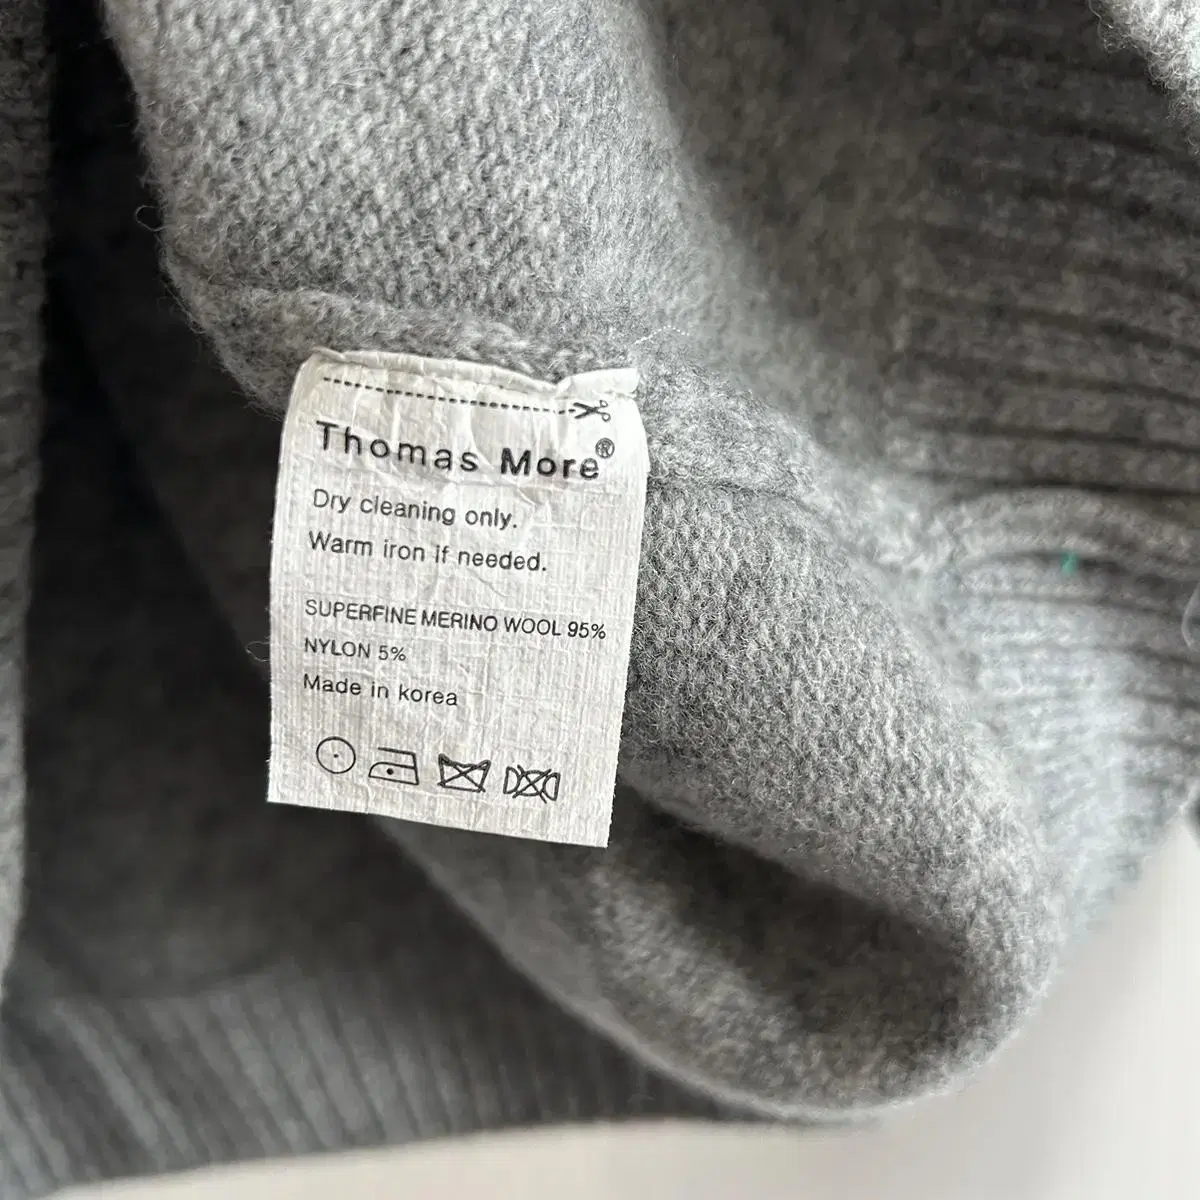 Thomas More®
Dry cleaning only.
Warm iron if needed.
SUPERFINE MERINO WOOL 95%
NYLON 5%
Made in korea